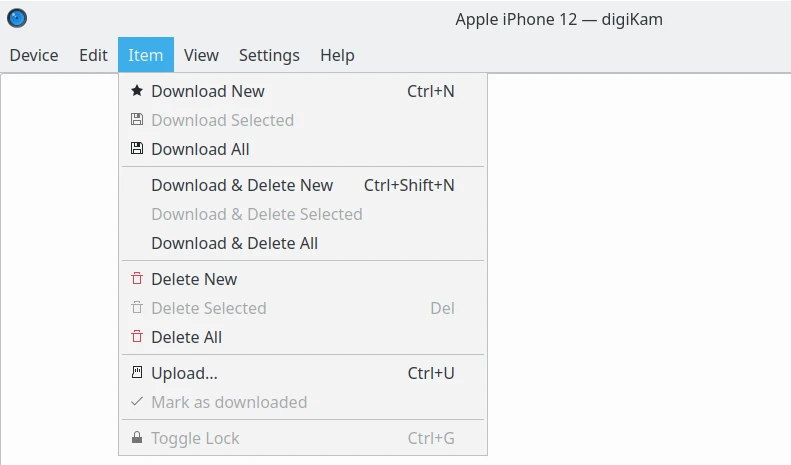 Apple iPhone 12 — digiKam
Device Edit Item View Settings Help
Download New Ctrl+N
Download Selected
Download All
Download & Delete New Ctrl+Shift+N
Download & Delete Selected
Download & Delete All
Delete New
Delete Selected Del
Delete All
Upload... Ctrl+U
Mark as downloaded
Toggle Lock Ctrl+G